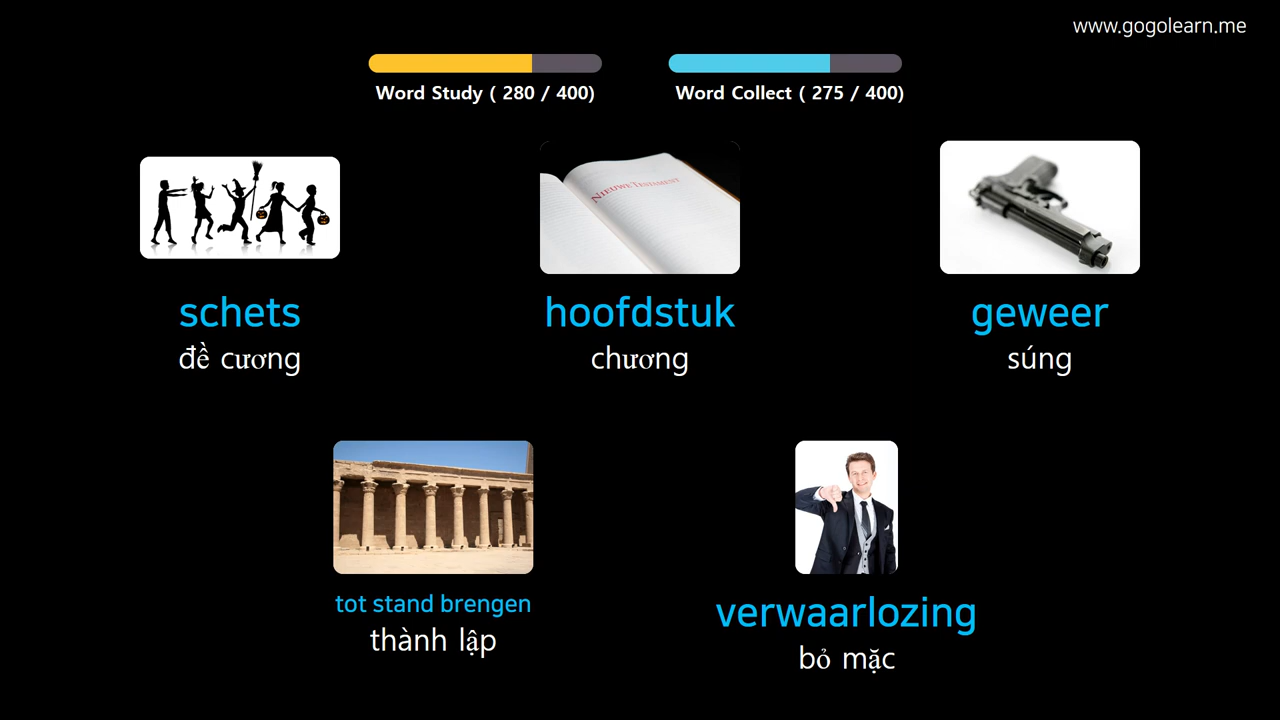 www.gogolearn.me
Word Study ( 280 / 400)
Word Collect ( 275 / 400)
NIEUWE TESTAMENT
schets
đề cương
hoofdstuk
chương
geweer
súng
tot stand brengen
thành lập
verwaarlozing
bỏ mặc